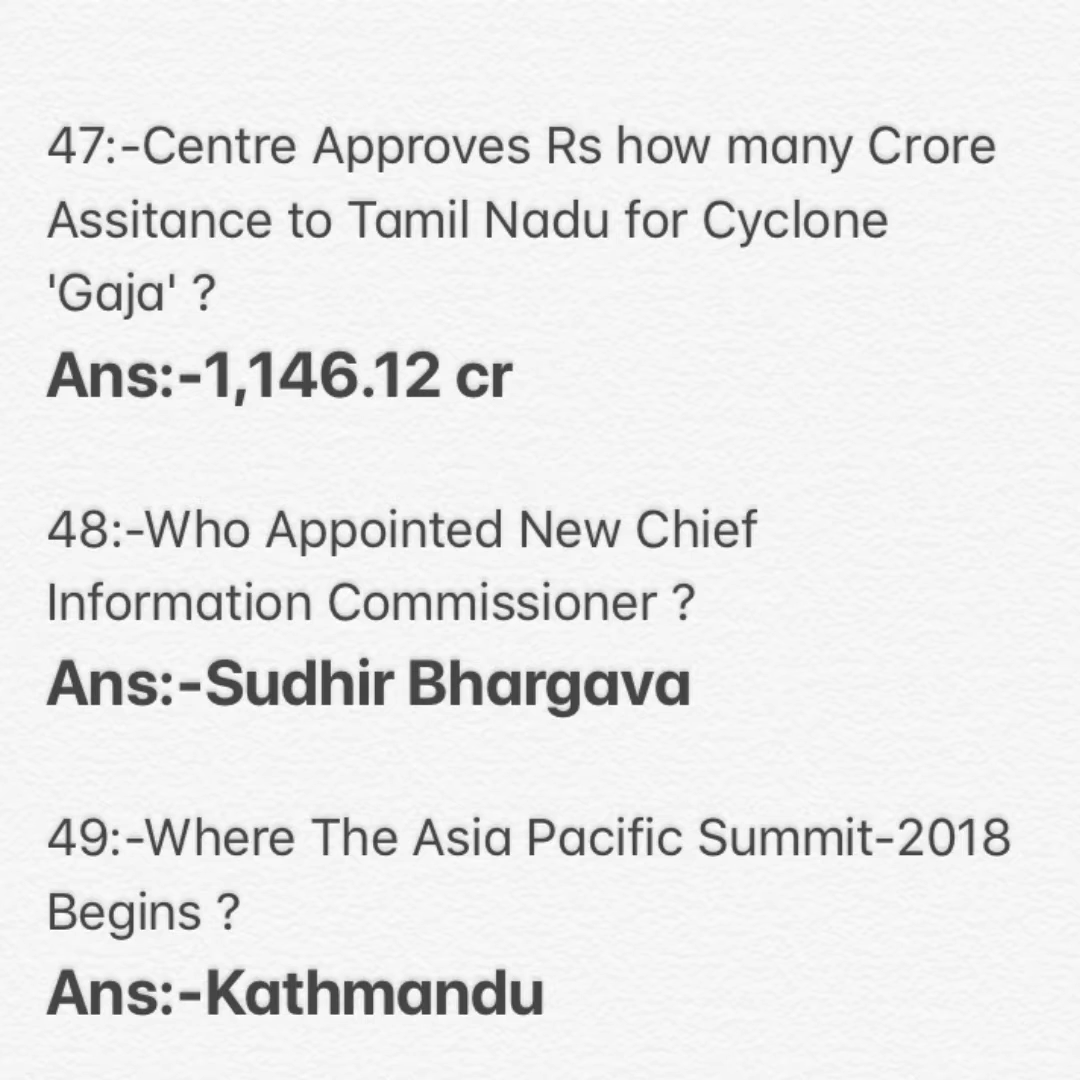 47:-Centre Approves Rs how many Crore
Assitance to Tamil Nadu for Cyclone
'Gaja' ?
Ans:-1,146.12 cr
48:-Who Appointed New Chief
Information Commissioner ?
Ans:-Sudhir Bhargava
49:-Where The Asia Pacific Summit-2018
Begins ?
Ans:-Kathmandu